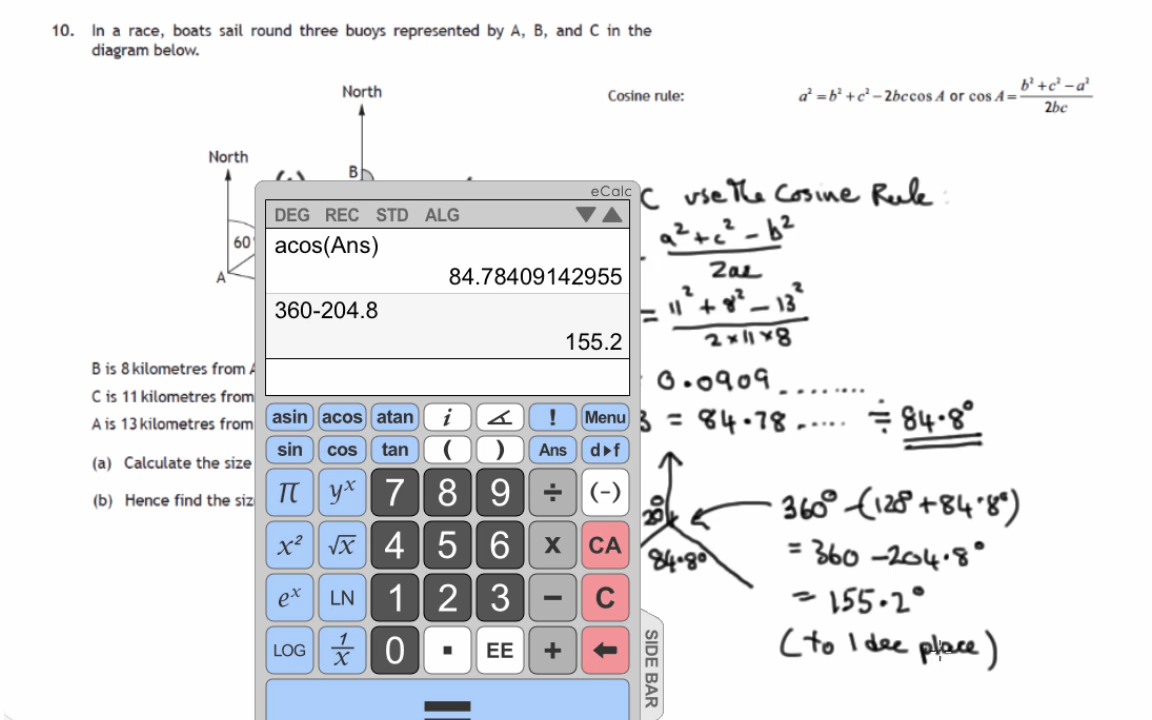 10. In a race, boats sail round three buoys represented by A, B, and C in the
diagram below.
North
Cosine rule: a² = b² + c² − 2bc cos A or cos A = (b² + c² − a²)/2bc
North
B
60
A
eCalc
DEG REC STD ALG
acos(Ans)
84.78409142955
360-204.8
155.2
C use The Cosine Rule
a² + c² − b²
2ac
= 11² + 8² − 13²
2 × 11 × 8
0.0909 ........
= 84.78 ..... ≑ 84.8°
84.8°
360° −(120° + 84.8°)
= 360 − 204.8°
= 155.2°
(to 1 dec place)
B is 8 kilometres from A
C is 11 kilometres from
A is 13 kilometres from
(a) Calculate the size
(b) Hence find the siz
asin acos atan i ∠ ! Menu
sin cos tan ( ) Ans d▸f
π yˣ 7 8 9 ÷ (-)
x² √x 4 5 6 X CA
eˣ LN 1 2 3 − C
LOG 1/X 0 . EE + ←
=
SIDE BAR